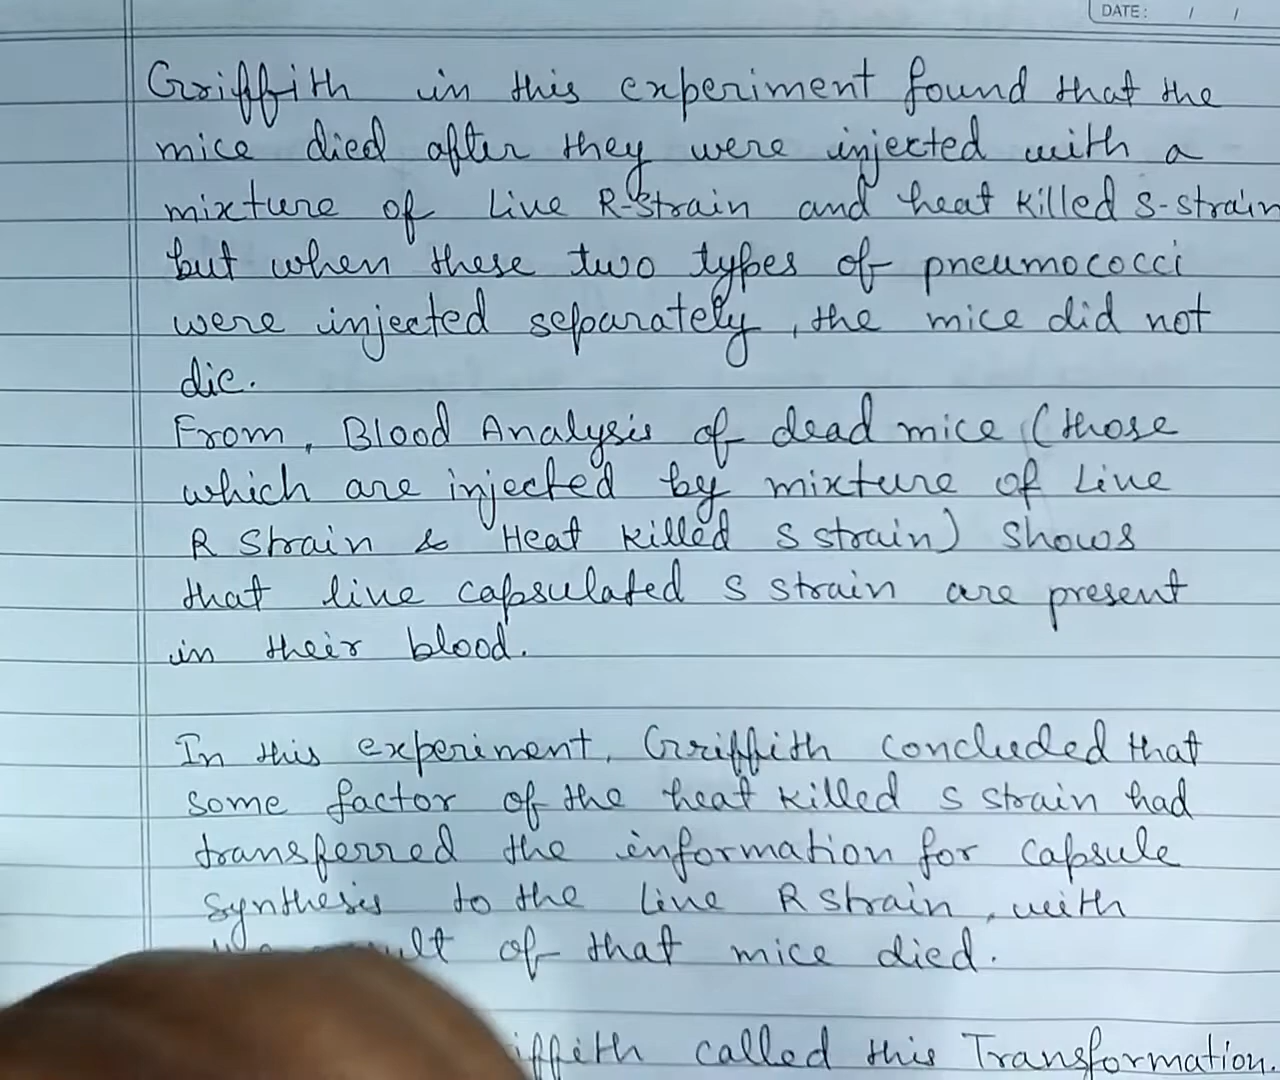 DATE: / /
Griffith in this experiment found that the
mice died after they were injected with a
mixture of Live R-Strain and heat killed S-strain
but when these two types of pneumococci
were injected separately, the mice did not
die.
From, Blood Analysis of dead mice (those
which are injected by mixture of Live
R Strain & Heat killed S strain) shows
that live capsulated S strain are present
in their blood.
In this experiment, Griffith concluded that
some factor of the heat killed S strain had
transferred the information for capsule
synthesis to the Live R strain, with
of that mice died.
called this Transformation.